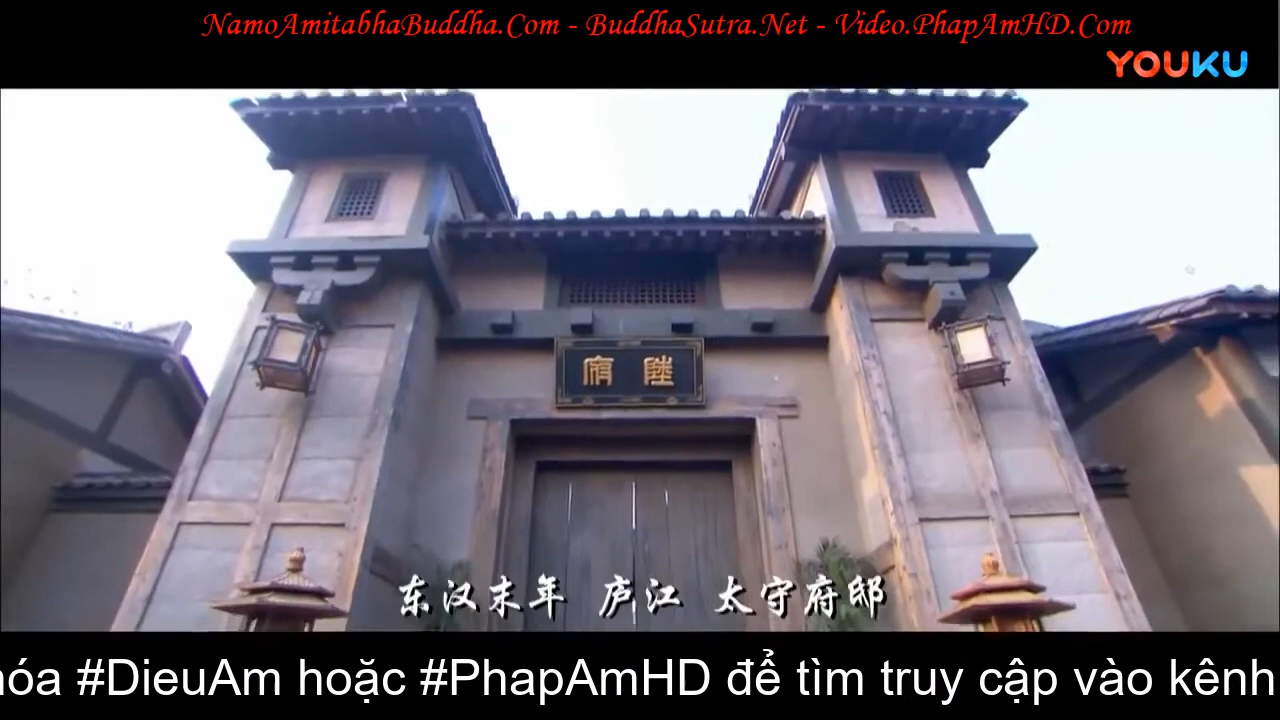 NamoAmitabhaBuddha.Com - BuddhaSutra.Net - Video.PhapAmHD.Com
YOUKU
府 陸
东汉末年 庐江 太守府邸
hóa #DieuAm hoặc #PhapAmHD để tìm truy cập vào kênh